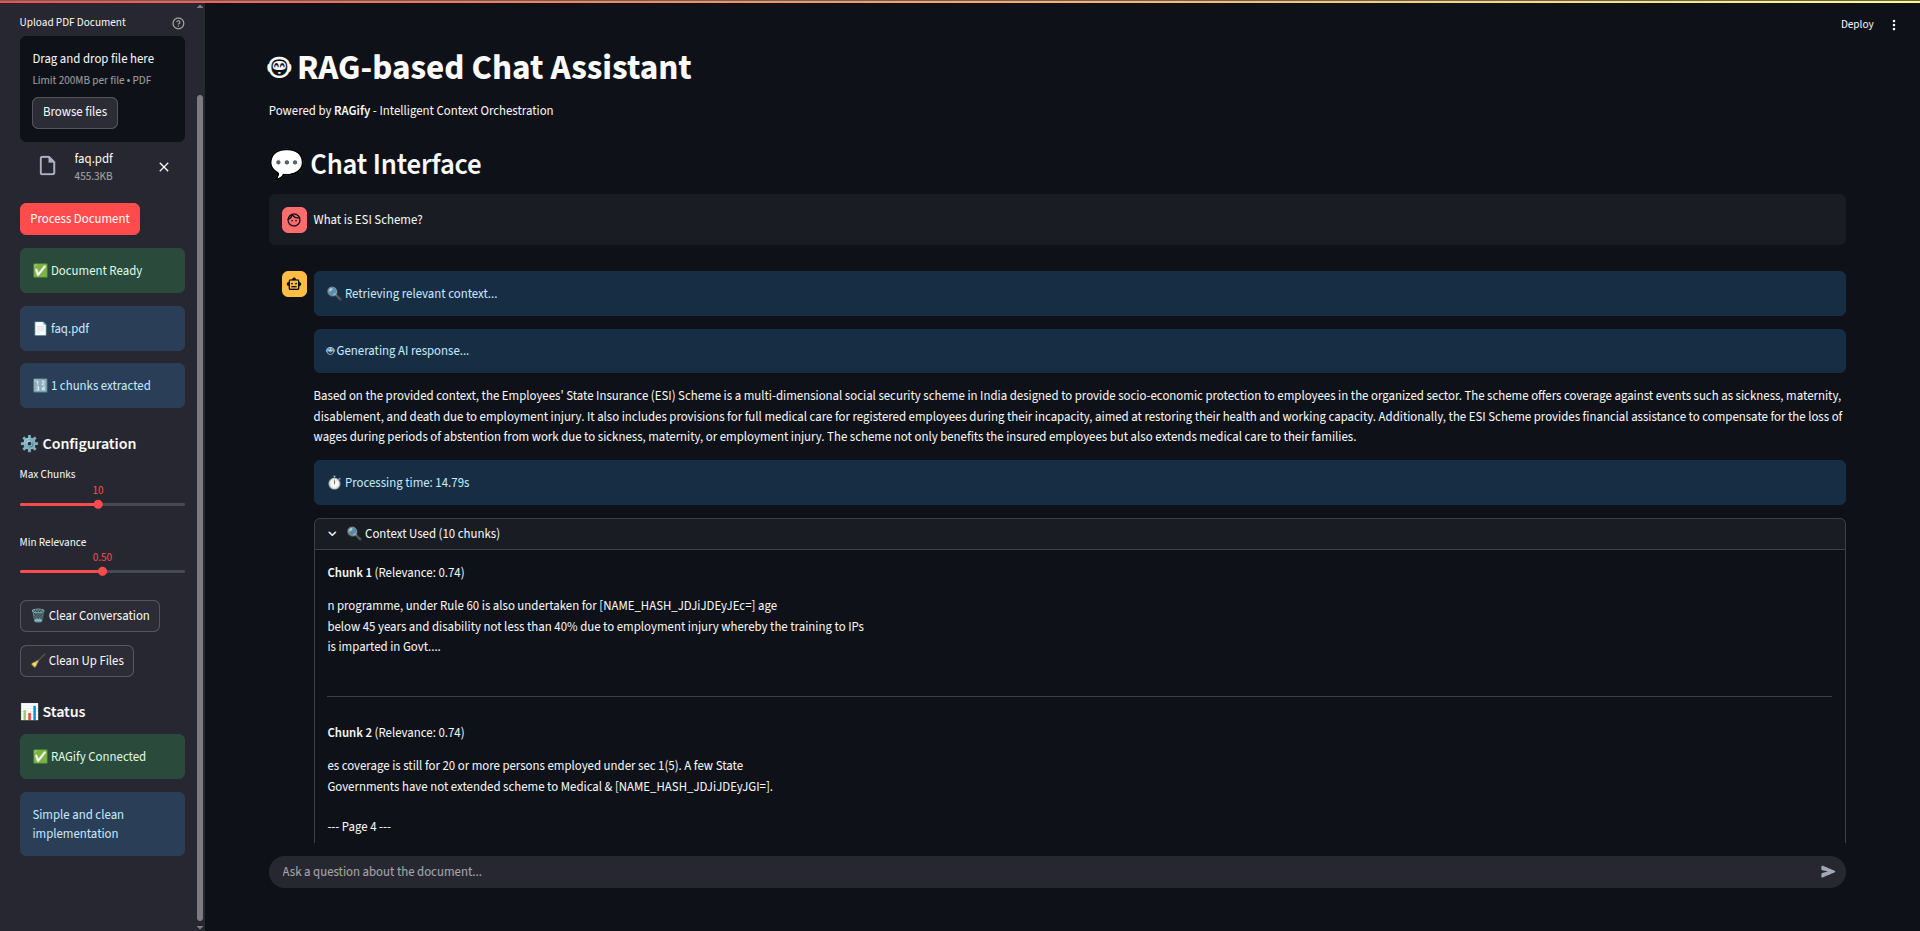 Upload PDF Document
Drag and drop file here
Limit 200MB per file • PDF
Browse files
faq.pdf
455.3KB
Process Document
✅ Document Ready
📄 faq.pdf
🔢 1 chunks extracted
⚙️ Configuration
Max Chunks
10
Min Relevance
0.50
🗑️ Clear Conversation
🧹 Clean Up Files
📊 Status
✅ RAGify Connected
Simple and clean
implementation
Deploy
RAG-based Chat Assistant
Powered by RAGify - Intelligent Context Orchestration
💬 Chat Interface
What is ESI Scheme?
🔍 Retrieving relevant context...
Generating AI response...
Based on the provided context, the Employees' State Insurance (ESI) Scheme is a multi-dimensional social security scheme in India designed to provide socio-economic protection to employees in the organized sector. The scheme offers coverage against events such as sickness, maternity,
disablement, and death due to employment injury. It also includes provisions for full medical care for registered employees during their incapacity, aimed at restoring their health and working capacity. Additionally, the ESI Scheme provides financial assistance to compensate for the loss of
wages during periods of abstention from work due to sickness, maternity, or employment injury. The scheme not only benefits the insured employees but also extends medical care to their families.
⏱️ Processing time: 14.79s
🔍 Context Used (10 chunks)
Chunk 1 (Relevance: 0.74)
n programme, under Rule 60 is also undertaken for [NAME_HASH_JDJiJDEyJEc=] age
below 45 years and disability not less than 40% due to employment injury whereby the training to IPs
is imparted in Govt....
Chunk 2 (Relevance: 0.74)
es coverage is still for 20 or more persons employed under sec 1(5). A few State
Governments have not extended scheme to Medical & [NAME_HASH_JDJiJDEyJGI=].
--- Page 4 ---
Ask a question about the document...